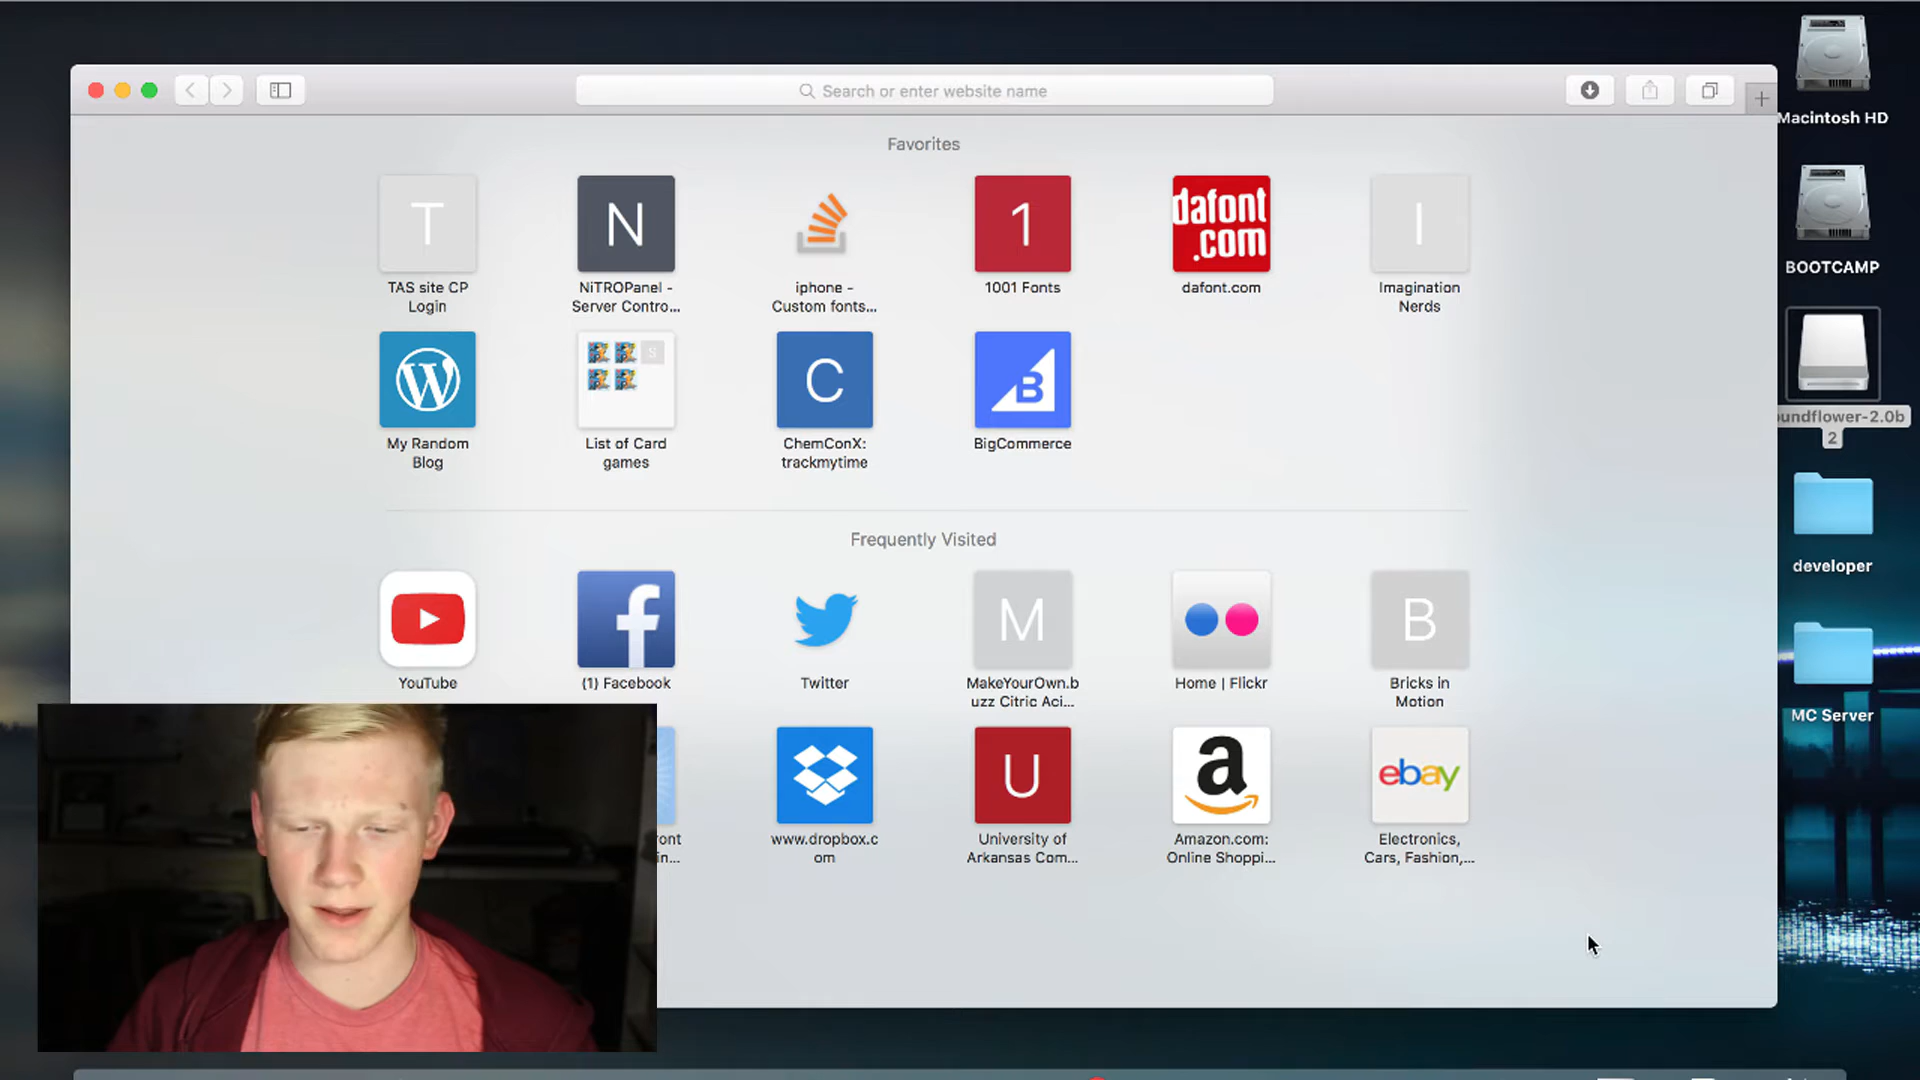 Search or enter website name
Macintosh HD
Favorites
T
N
1
dafont
.com
I
TAS site CP
Login
NiTROPanel -
Server Contro...
iphone -
Custom fonts...
1001 Fonts
dafont.com
Imagination
Nerds
BOOTCAMP
W
S
C
B
My Random
Blog
List of Card
games
ChemConX:
trackmytime
BigCommerce
oundflower-2.0b
2
Frequently Visited
developer
f
M
B
YouTube
(1) Facebook
Twitter
MakeYourOwn.b
uzz Citric Aci...
Home | Flickr
Bricks in
Motion
MC Server
U
a
ebay
ront
in...
www.dropbox.c
om
University of
Arkansas Com...
Amazon.com:
Online Shoppi...
Electronics,
Cars, Fashion,...